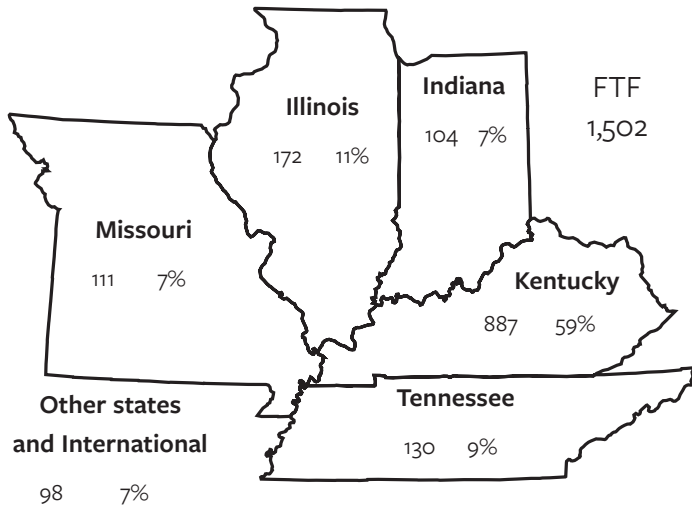 Illinois
172 11%
Indiana
104 7%
FTF
1,502
Missouri
111 7%
Kentucky
887 59%
Other states
and International
98 7%
Tennessee
130 9%